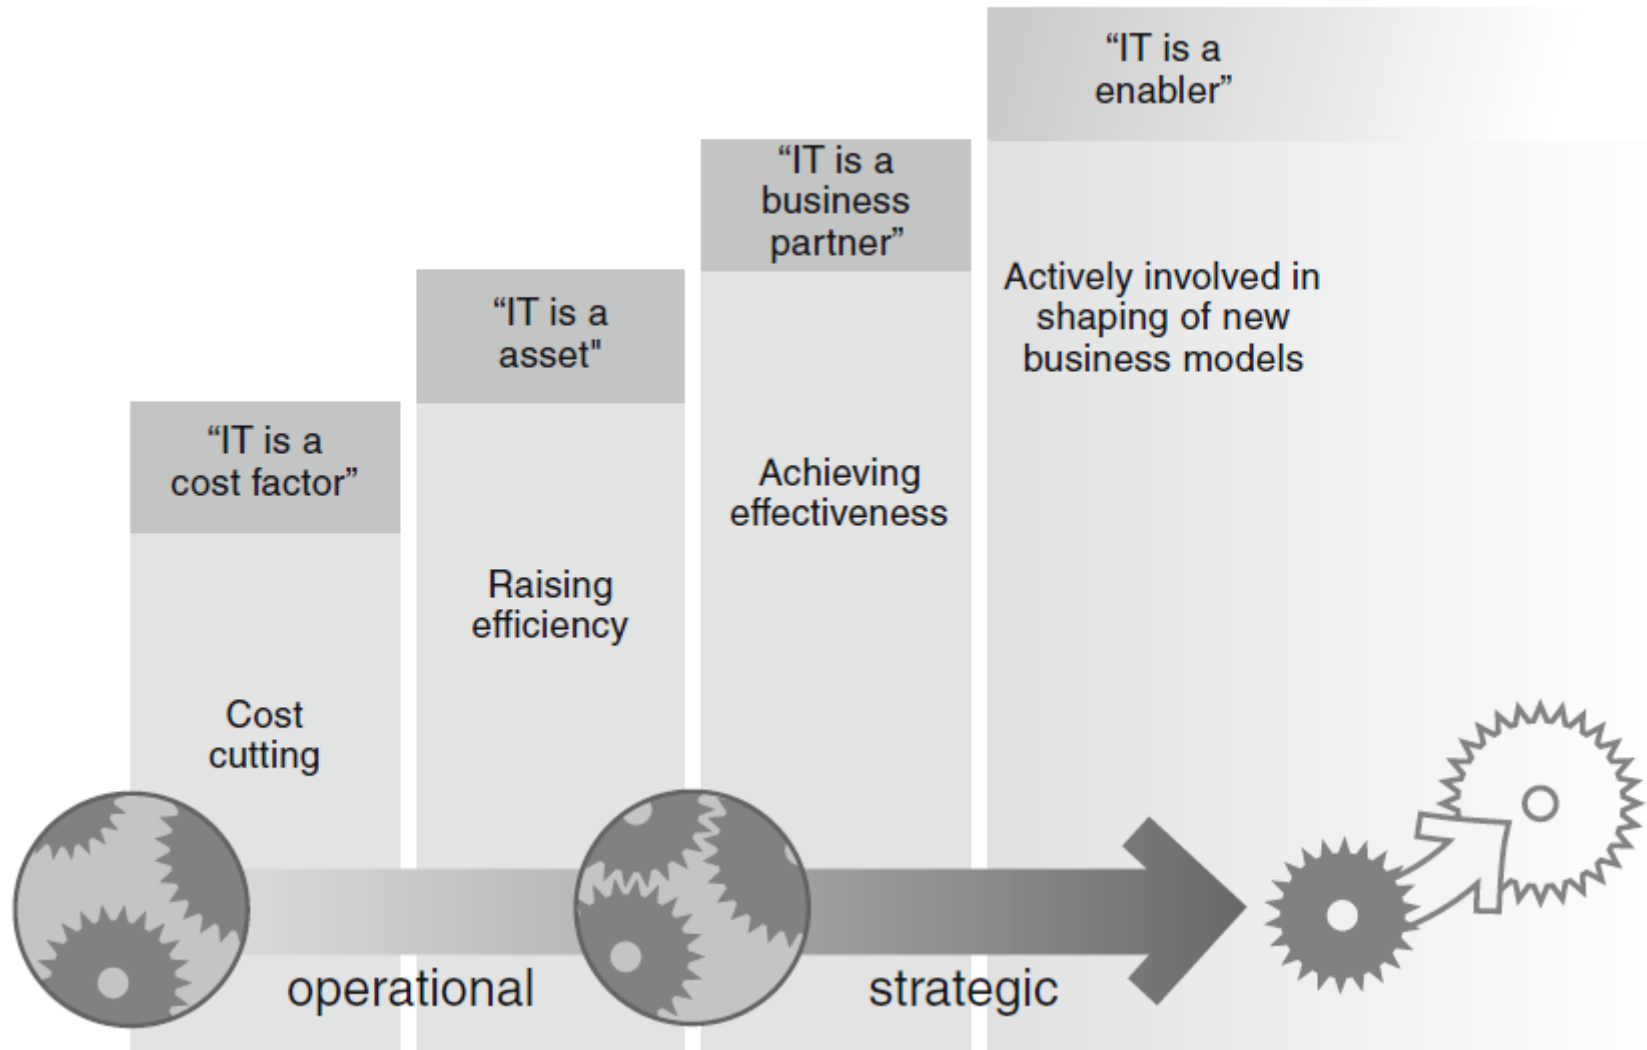 “IT is a
enabler”
“IT is a
business
partner”
Actively involved in
shaping of new
business models
“IT is a
asset"
“IT is a
cost factor”
Achieving
effectiveness
Raising
efficiency
Cost
cutting
operational
strategic